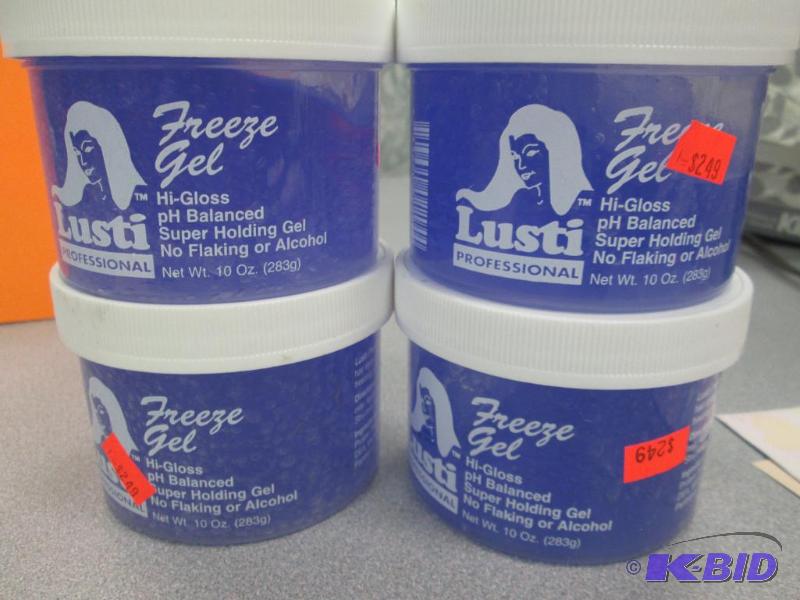 Freeze
Gel
Hi-Gloss
pH Balanced
Super Holding Gel
No Flaking or Alcohol
Net Wt. 10 Oz. (283g)
Lusti™
PROFESSIONAL
Freeze
Gel
$249
Hi-Gloss
pH Balanced
Super Holding Gel
No Flaking or Alcohol
Net Wt. 10 Oz. (283g)
Lusti™
PROFESSIONAL
Freeze
Gel
$249
Hi-Gloss
pH Balanced
Super Holding Gel
No Flaking or Alcohol
Net Wt. 10 Oz. (283g)
Freeze
Gel
$249
Hi-Gloss
pH Balanced
Super Holding Gel
No Flaking or Alcohol
Net Wt. 10 Oz. (283g)
usti™
© K-BID